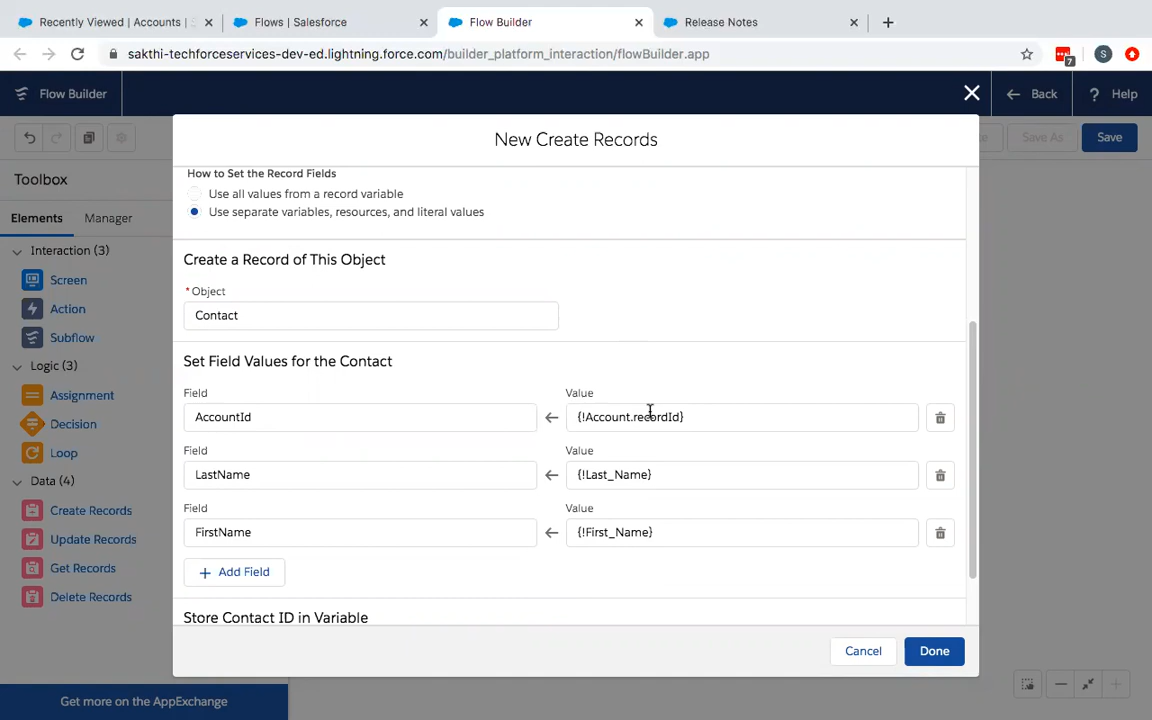 Recently Viewed | Accounts | S
Flows | Salesforce
Flow Builder
Release Notes
sakthi-techforceservices-dev-ed.lightning.force.com/builder_platform_interaction/flowBuilder.app
7
S
Flow Builder
Back
? Help
New Create Records
Save As
Save
Toolbox
Elements
Manager
Interaction (3)
Screen
Action
Subflow
Logic (3)
Assignment
Decision
Loop
Data (4)
Create Records
Update Records
Get Records
Delete Records
Get more on the AppExchange
How to Set the Record Fields
Use all values from a record variable
Use separate variables, resources, and literal values
Create a Record of This Object
* Object
Contact
Set Field Values for the Contact
Field
Value
AccountId
{!Account.recordId}
Field
Value
LastName
{!Last_Name}
Field
Value
FirstName
{!First_Name}
+ Add Field
Store Contact ID in Variable
Cancel
Done